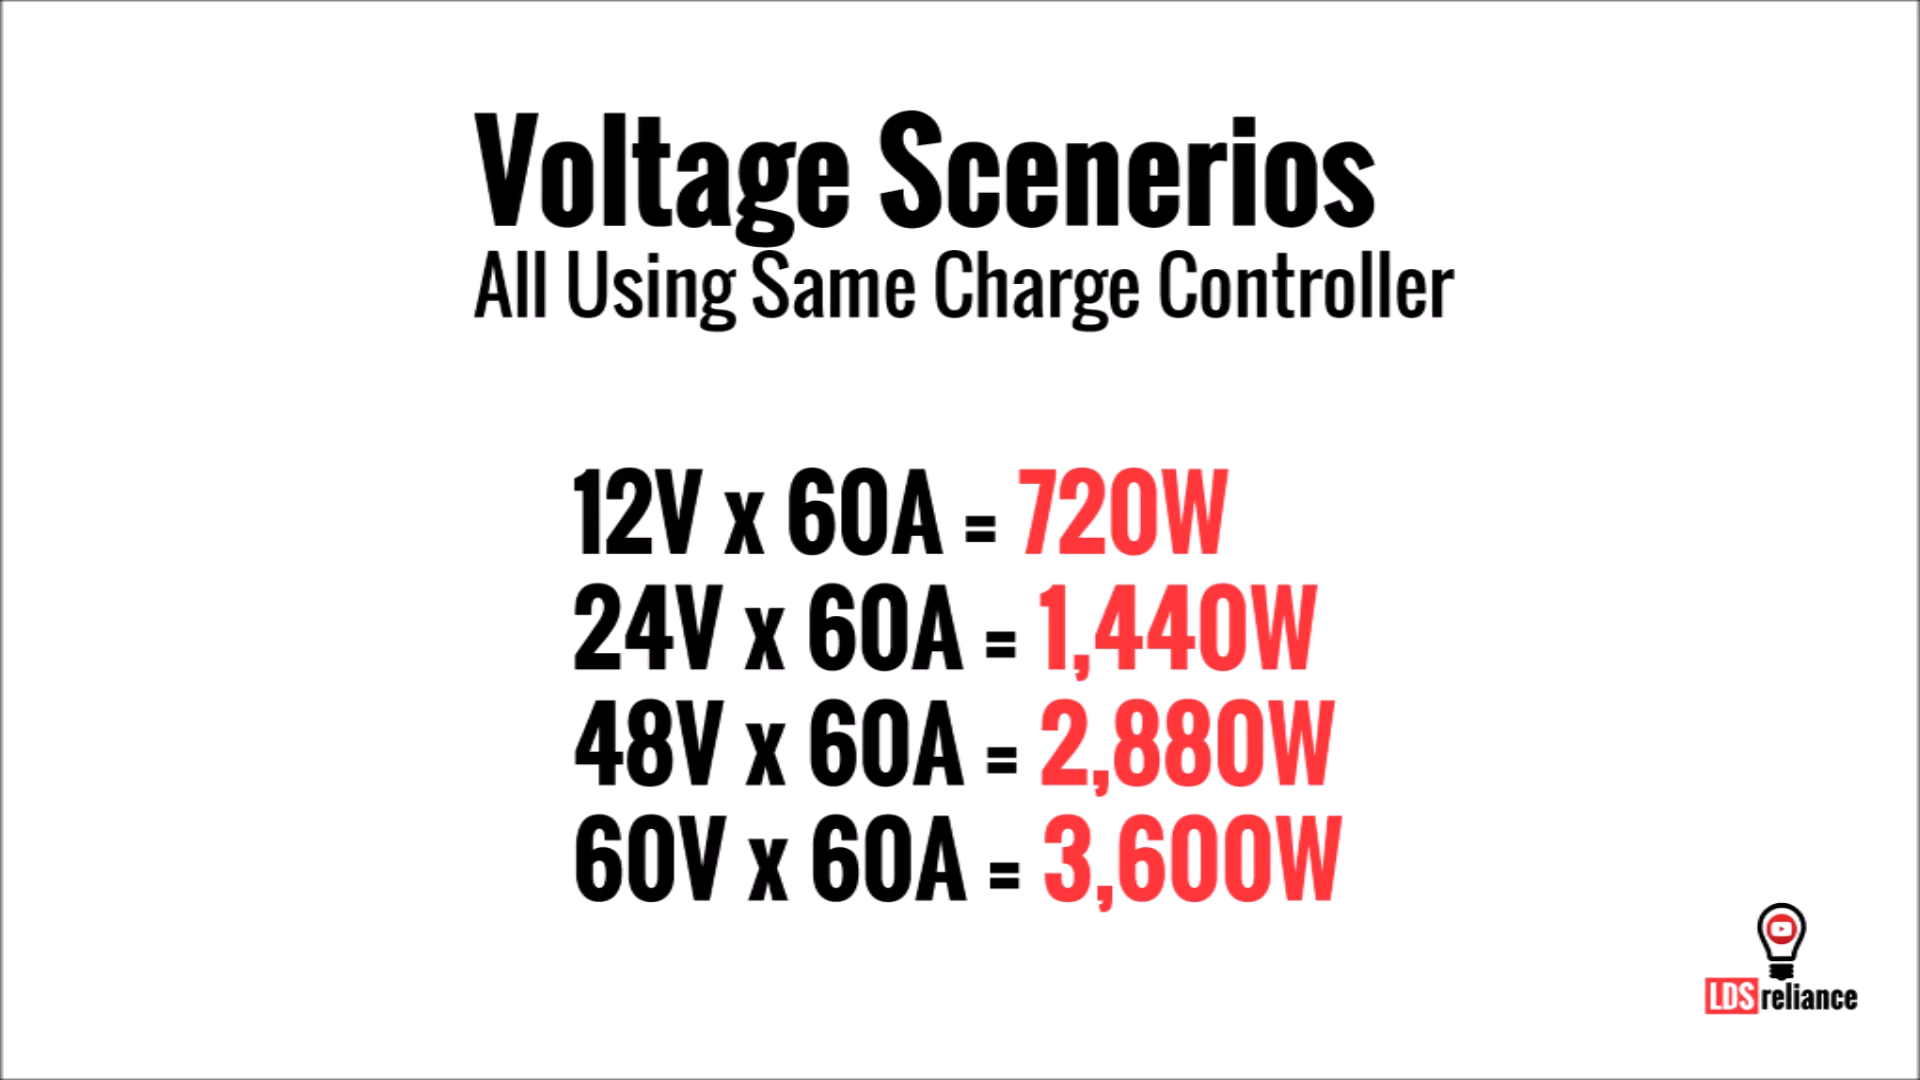 Voltage Scenerios
All Using Same Charge Controller
12V x 60A = 720W
24V x 60A = 1,440W
48V x 60A = 2,880W
60V x 60A = 3,600W
LDSreliance